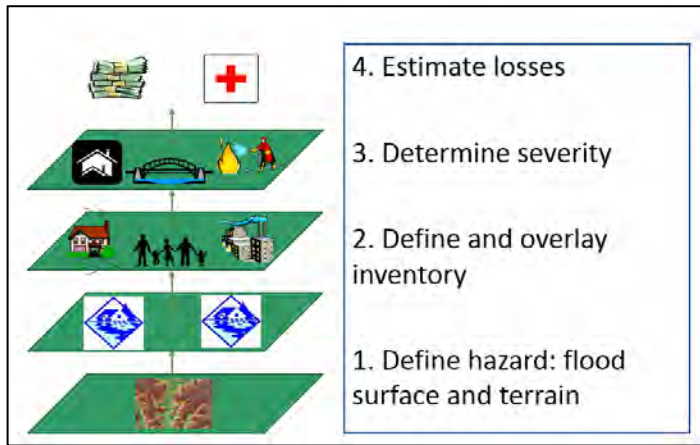 4. Estimate losses
3. Determine severity
2. Define and overlay
inventory
1. Define hazard: flood
surface and terrain